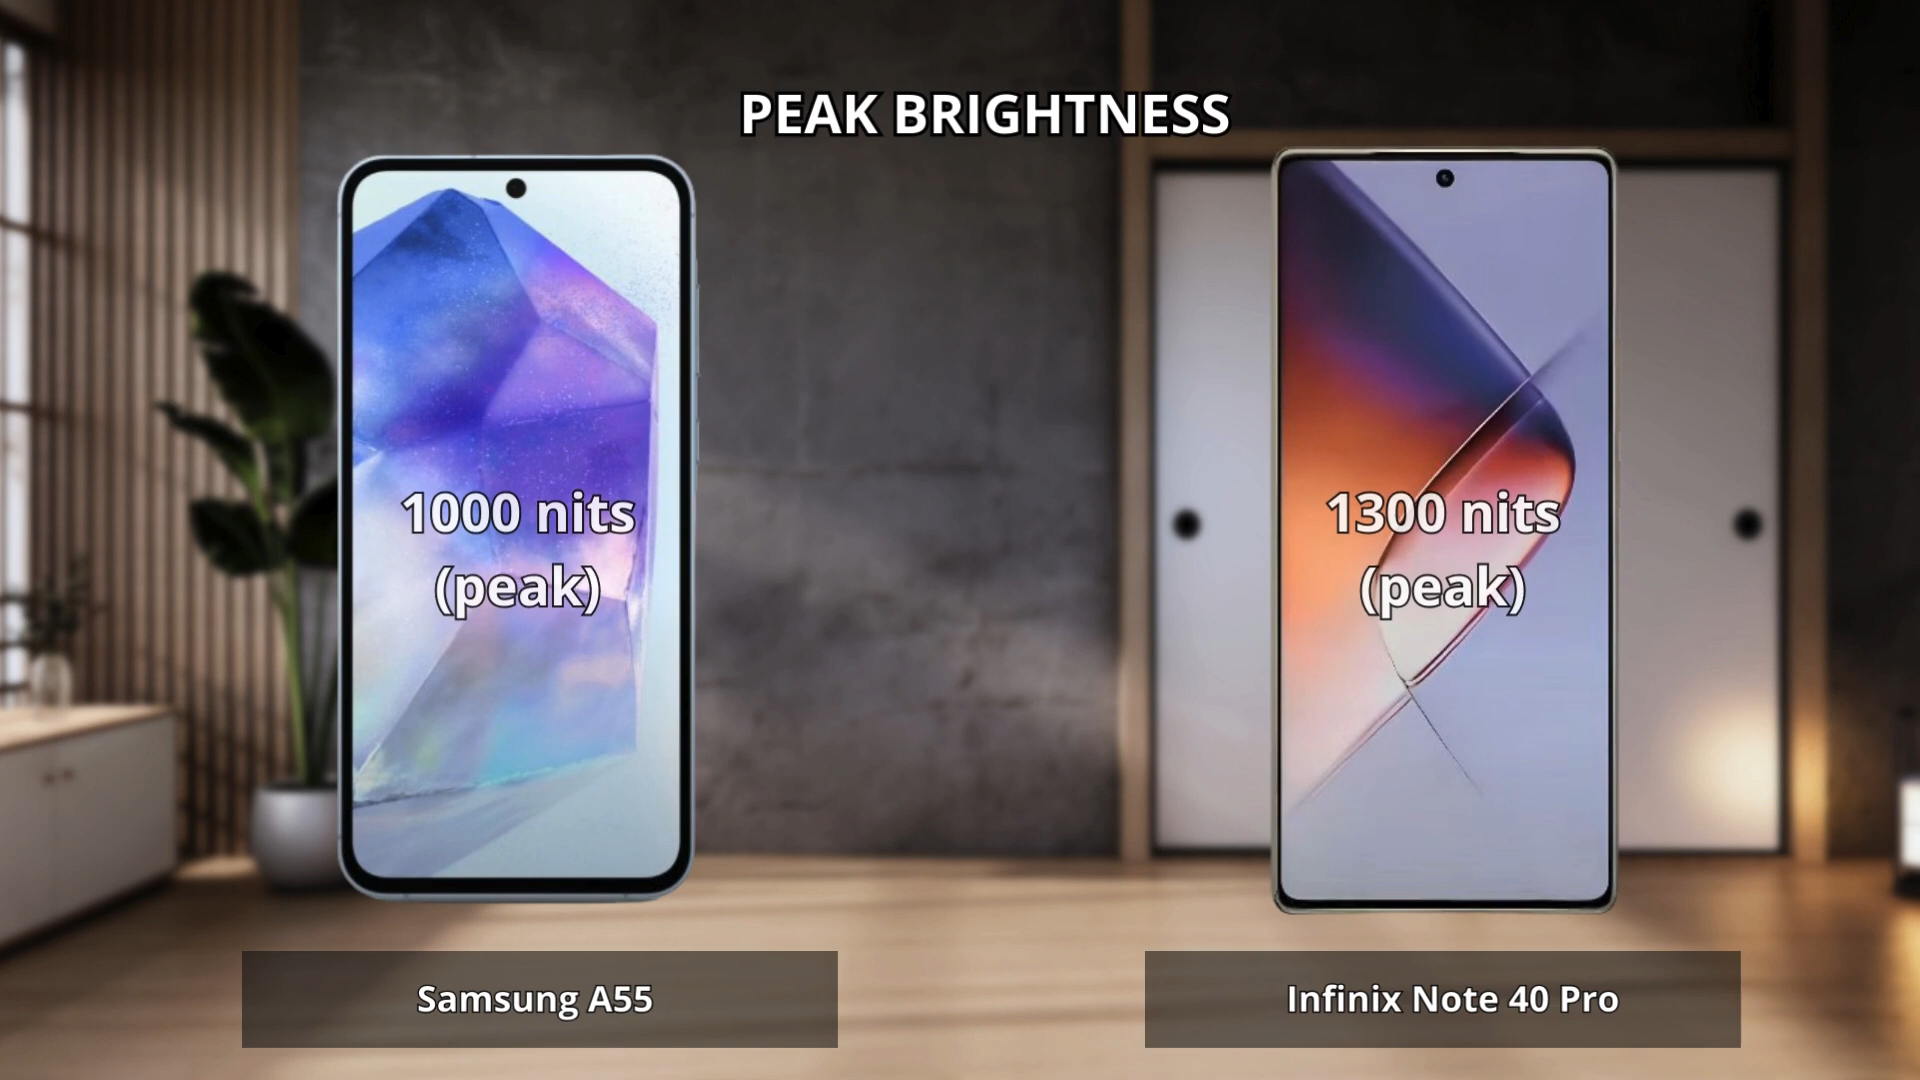 PEAK BRIGHTNESS
1000 nits
(peak)
1300 nits
(peak)
Samsung A55
Infinix Note 40 Pro